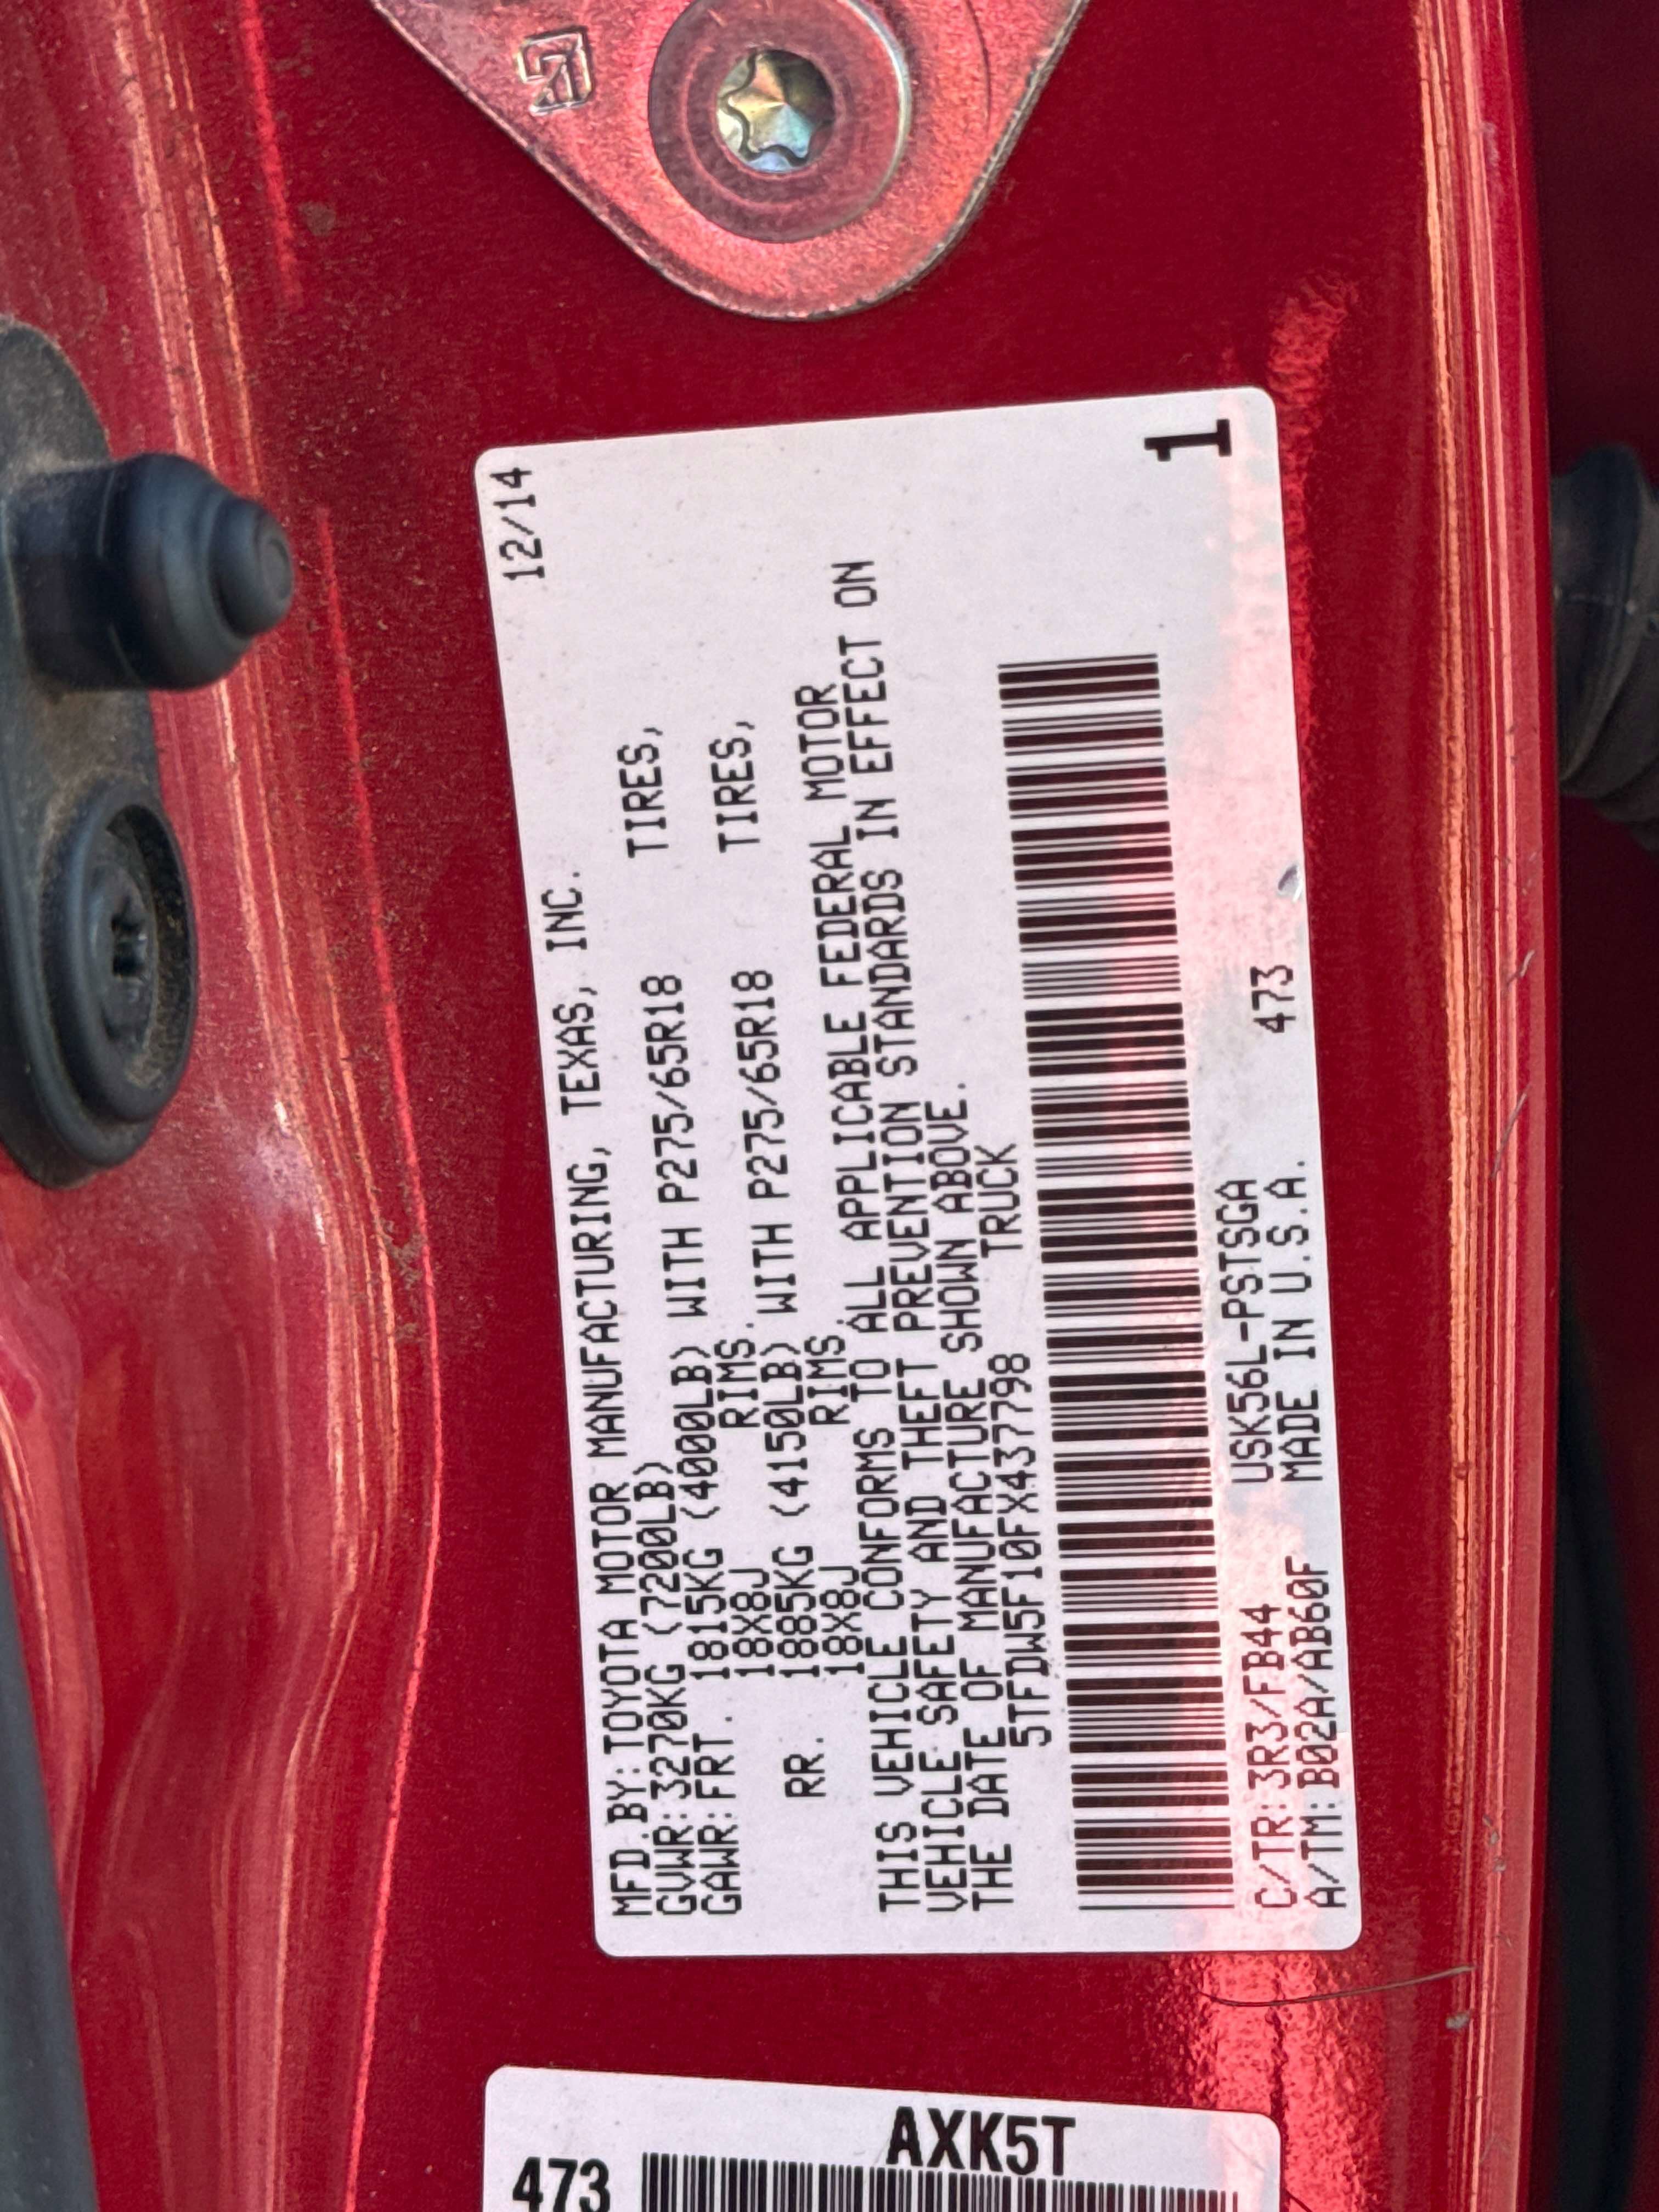 12/14
MFD.BY:TOYOTA MOTOR MANUFACTURING, TEXAS, INC.
GVWR:3270KG (7200LB)
GAWR:FRT. 1815KG (4000LB) WITH P275/65R18 TIRES,
18X8J RIMS.
RR. 1885KG (4150LB) WITH P275/65R18 TIRES,
18X8J RIMS.
THIS VEHICLE CONFORMS TO ALL APPLICABLE FEDERAL MOTOR
VEHICLE SAFETY AND THEFT PREVENTION STANDARDS IN EFFECT ON
THE DATE OF MANUFACTURE SHOWN ABOVE.
5TFDW5F10FX437798 TRUCK
C/TR:3R3/FB44 USK56L-PSTSGA 473
A/TM:B02A/AB60F MADE IN U.S.A.
1
473
AXK5T